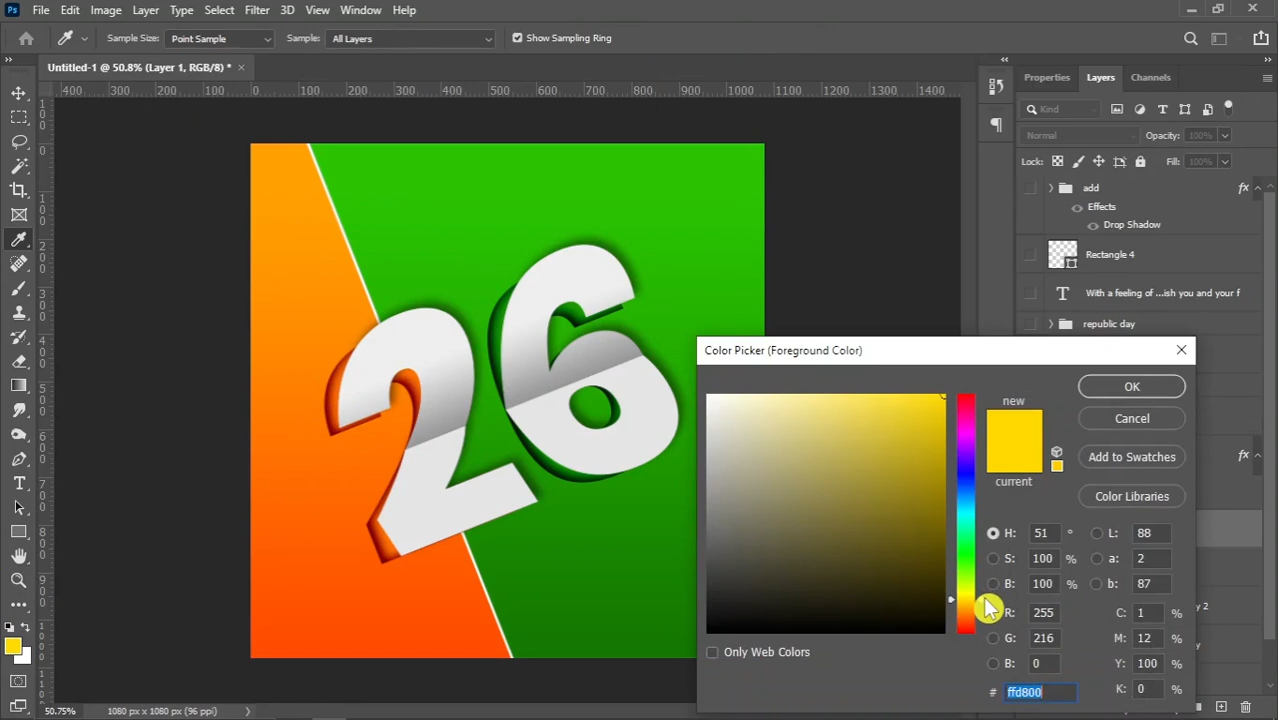 Ps File Edit Image Layer Type Select Filter 3D View Window Help
Sample Size: Point Sample Sample: All Layers Show Sampling Ring
Untitled-1 @ 50.8% (Layer 1, RGB/8) *
Properties Layers Channels
400 300 200 100 0 100 200 300 400 500 600 700 800 900 1000 1100 1200 1300 1400
Kind
Normal Opacity: 100%
Lock: Fill: 100%
add fx
Effects
Drop Shadow
Rectangle 4
With a feeling of ...ish you and your f
republic day
26
Color Picker (Foreground Color)
OK
new
Cancel
Add to Swatches
current
Color Libraries
H: 51 ° L: 88
S: 100 % a: 2
B: 100 % b: 87
R: 255 C: 1 %
G: 216 M: 12 %
B: 0 Y: 100 %
# ffd800 K: 0 %
Only Web Colors
fx
50.75% 1080 px x 1080 px (96 ppi)